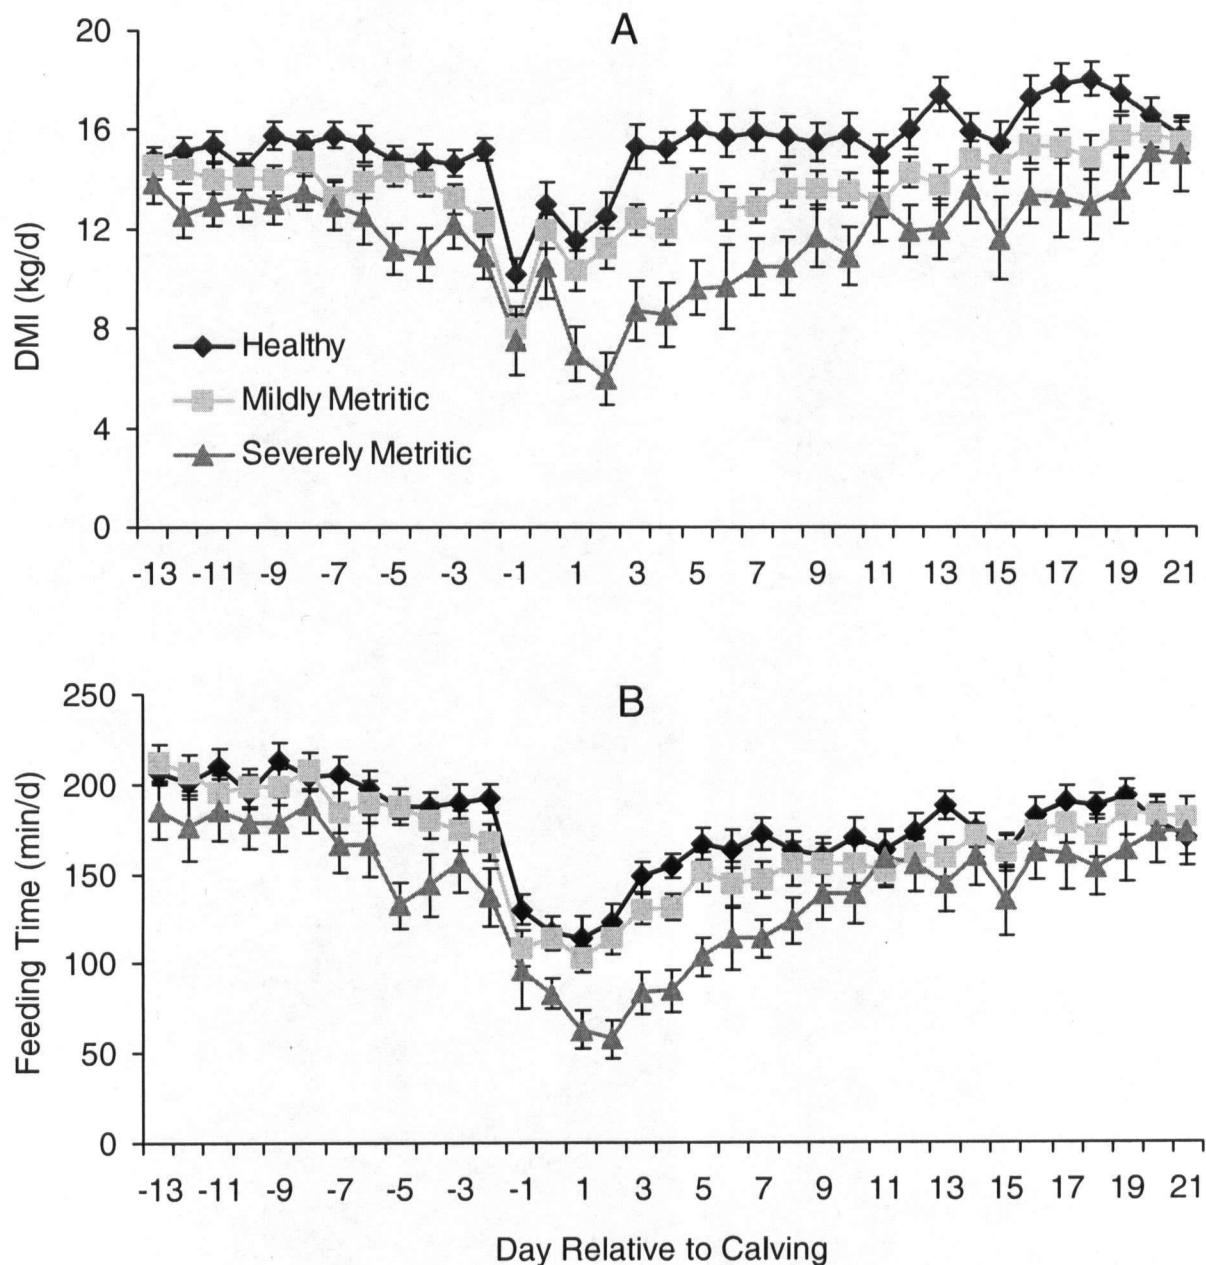 A
20
16
12
8
4
0
DMI (kg/d)
Healthy
Mildly Metritic
Severely Metritic
-13 -11 -9 -7 -5 -3 -1 1 3 5 7 9 11 13 15 17 19 21
B
250
200
150
100
50
0
Feeding Time (min/d)
-13 -11 -9 -7 -5 -3 -1 1 3 5 7 9 11 13 15 17 19 21
Day Relative to Calving